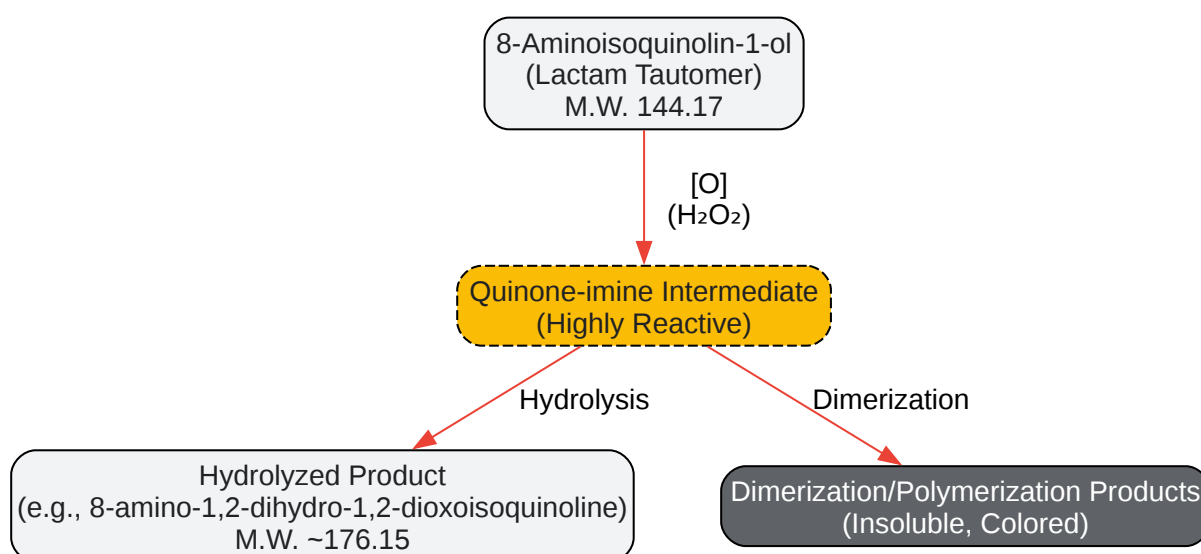 8-Aminoisoquinolin-1-ol
(Lactam Tautomer)
M.W. 144.17
[O]
(H₂O₂)
Quinone-imine Intermediate
(Highly Reactive)
Hydrolysis
Dimerization
Hydrolyzed Product
(e.g., 8-amino-1,2-dihydro-1,2-dioxoisoquinoline)
M.W. ~176.15
Dimerization/Polymerization Products
(Insoluble, Colored)